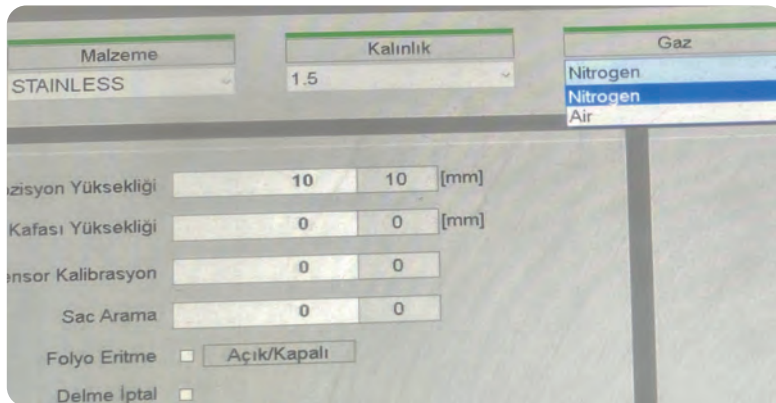 Malzeme
Kalınlık
Gaz
STAINLESS
1.5
Nitrogen
Nitrogen
Air
Yüksekliği 10 10 [mm]
Kafası Yüksekliği 0 0 [mm]
Kalibrasyon 0 0
Sac Arama 0 0
Folyo Eritme Açık/Kapalı
Delme İptal